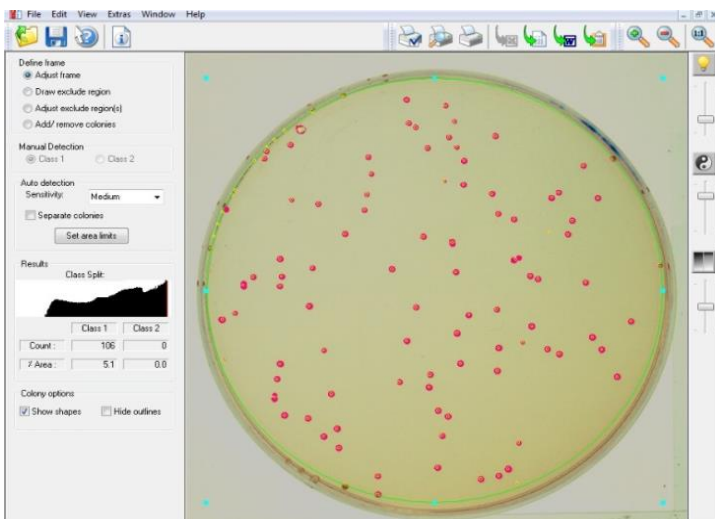 File Edit View Extras Window Help
1:1
Define frame
Adjust frame
Draw exclude region
Adjust exclude region(s)
Add/ remove colonies
Manual Detection
Class 1 Class 2
Auto detection
Sensitivity: Medium
Separate colonies
Set area limits
Results
Class Split:
Class 1 Class 2
Count : 106 0
% Area : 5.1 0.0
Colony options
Show shapes Hide outlines